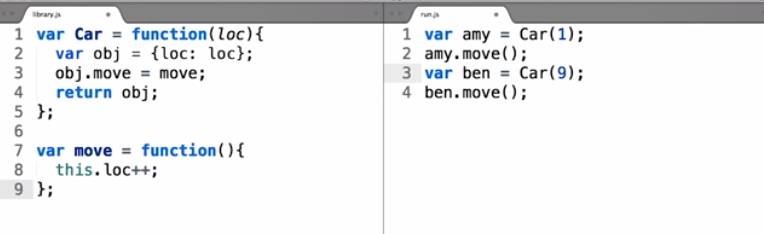 library.js
1 var Car = function(loc){
2   var obj = {loc: loc};
3   obj.move = move;
4   return obj;
5 };
6
7 var move = function(){
8   this.loc++;
9 };
run.js
1 var amy = Car(1);
2 amy.move();
3 var ben = Car(9);
4 ben.move();